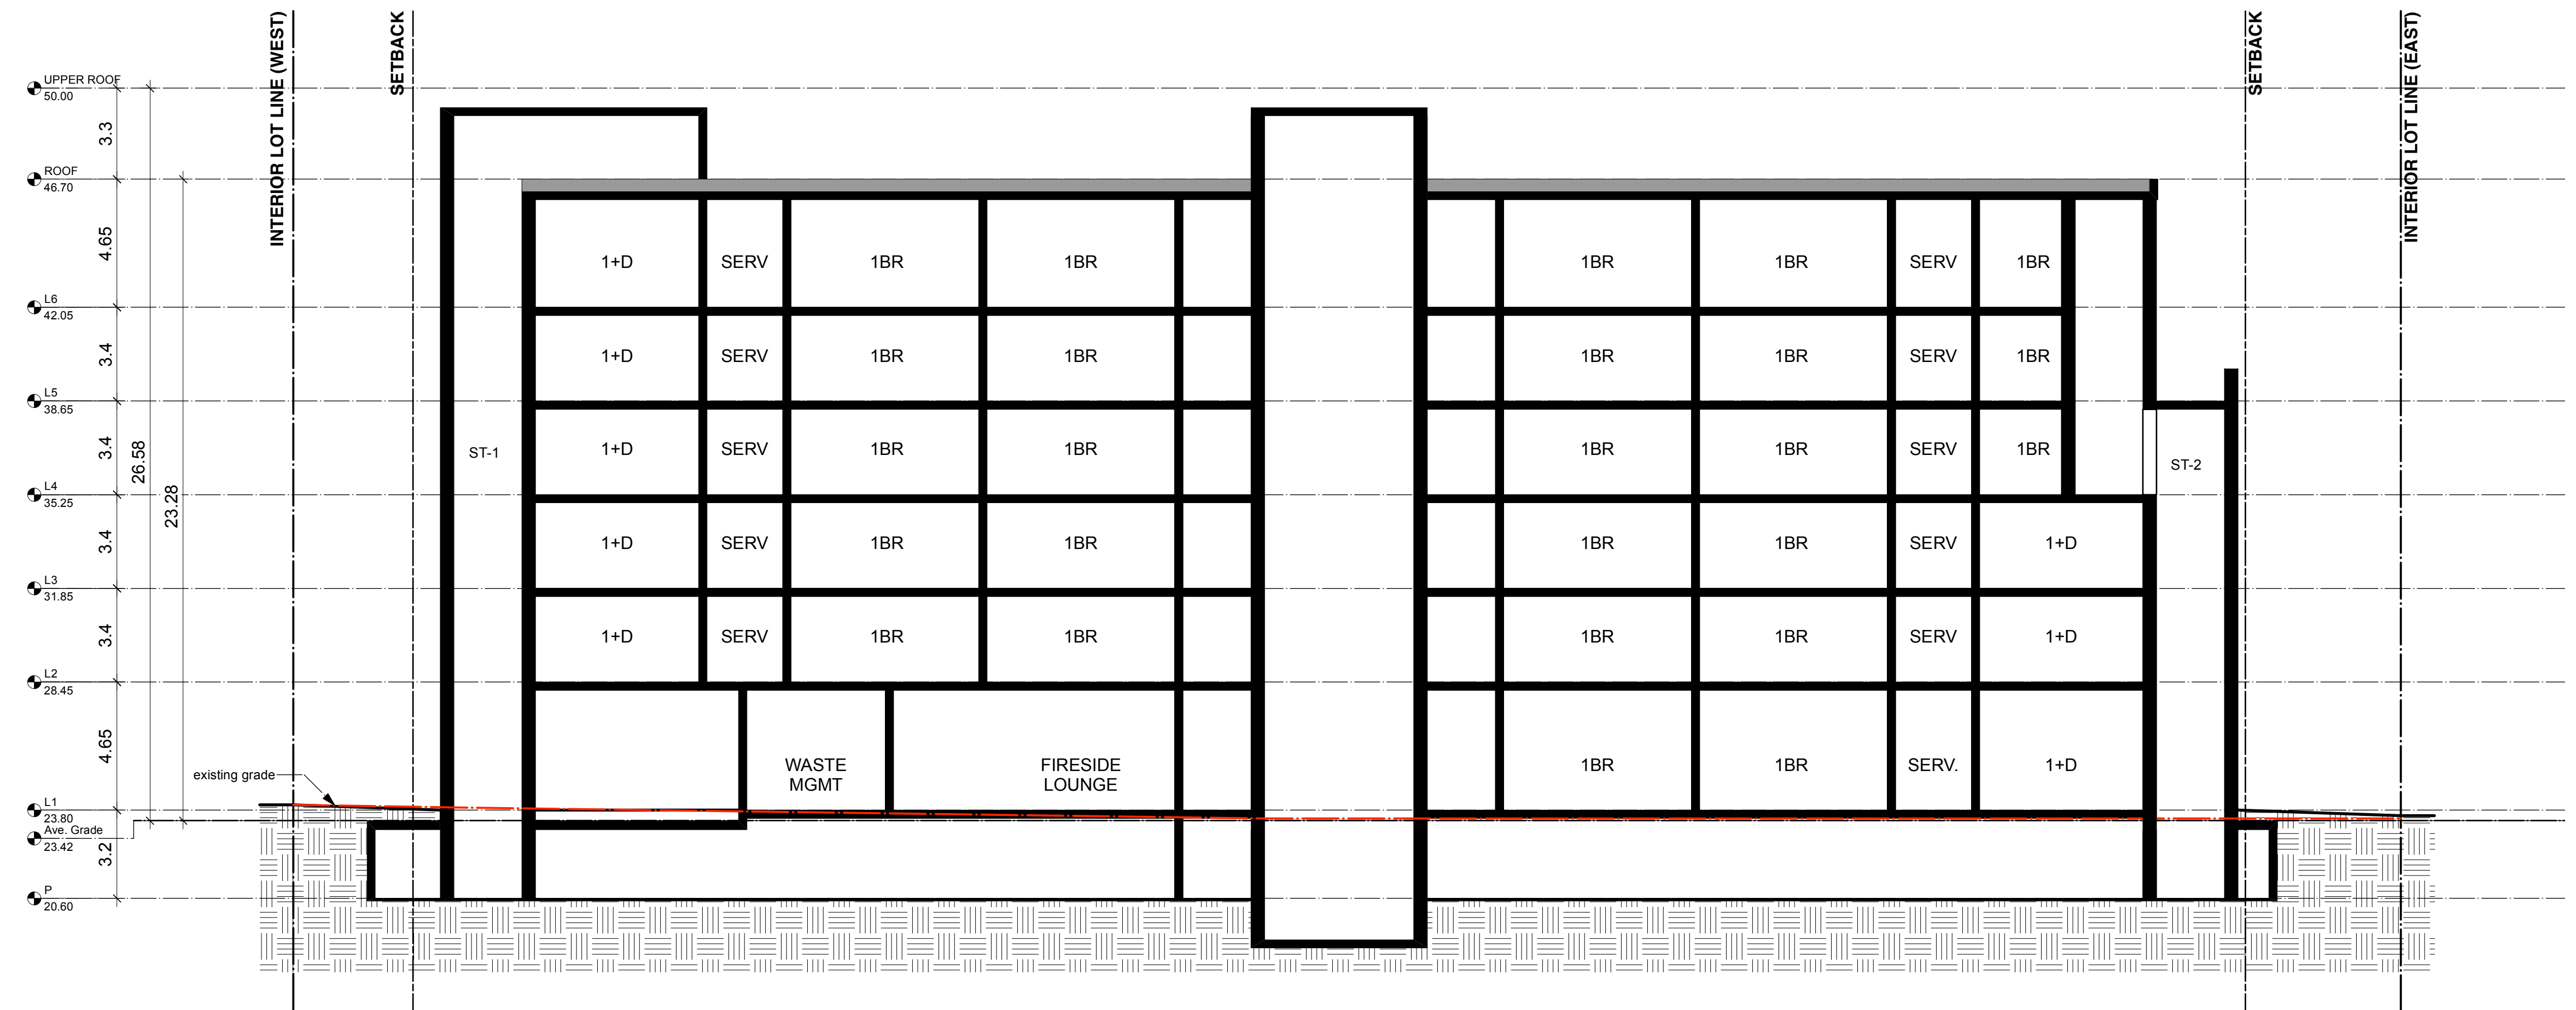 INTERIOR LOT LINE (WEST)
SETBACK
SETBACK
INTERIOR LOT LINE (EAST)
UPPER ROOF
50.00
3.3
ROOF
46.70
4.65
1+D SERV 1BR 1BR 1BR 1BR SERV 1BR
L6
42.05
3.4
1+D SERV 1BR 1BR 1BR 1BR SERV 1BR
L5
38.65
3.4
26.58
1+D SERV 1BR 1BR 1BR 1BR SERV 1BR
ST-1
ST-2
L4
35.25
23.28
3.4
1+D SERV 1BR 1BR 1BR 1BR SERV 1+D
L3
31.85
3.4
1+D SERV 1BR 1BR 1BR 1BR SERV 1+D
L2
28.45
4.65
WASTE
MGMT
FIRESIDE
LOUNGE
1BR 1BR SERV. 1+D
existing grade
L1
23.80
Ave. Grade
23.42
3.2
P
20.60